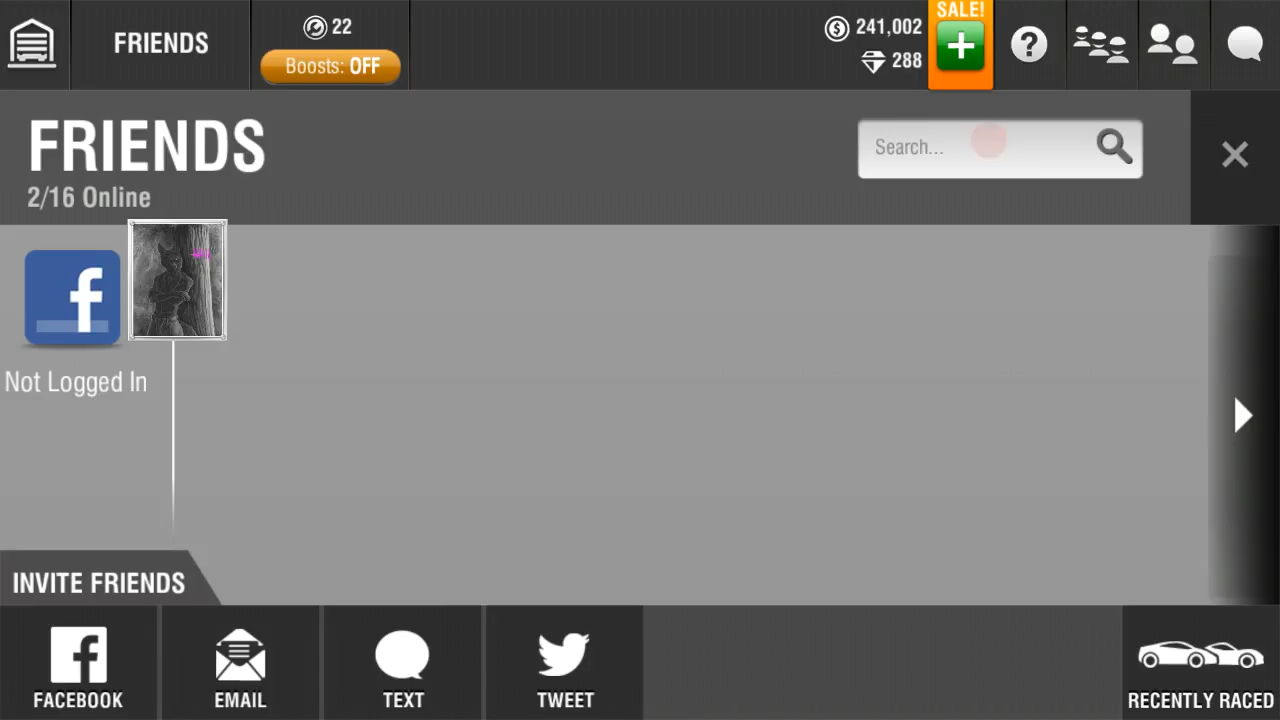 SALE!
FRIENDS
22
Boosts: OFF
241,002
288
FRIENDS
2/16 Online
Search...
Not Logged In
INVITE FRIENDS
FACEBOOK
EMAIL
TEXT
TWEET
RECENTLY RACED